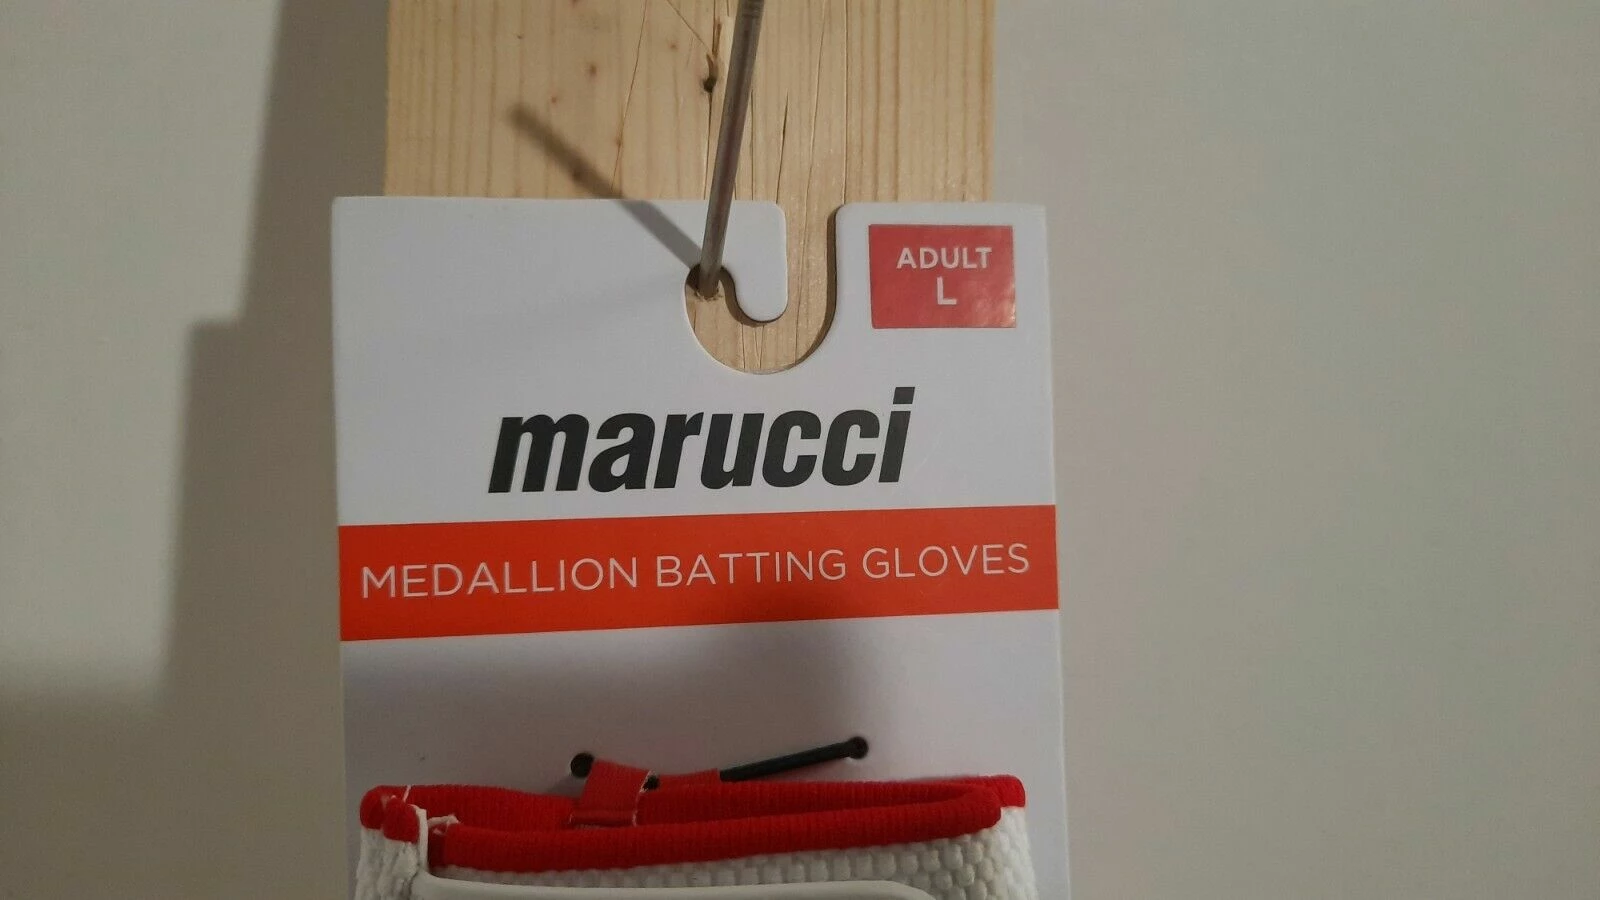 ADULT
L
marucci
MEDALLION BATTING GLOVES